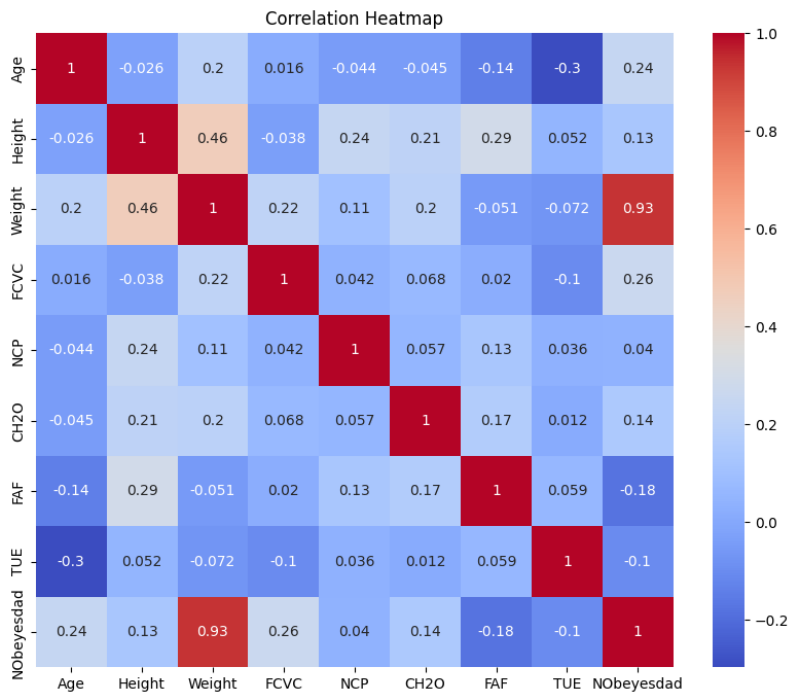 Correlation Heatmap
Age 1 -0.026 0.2 0.016 -0.044 -0.045 -0.14 -0.3 0.24
Height -0.026 1 0.46 -0.038 0.24 0.21 0.29 0.052 0.13
Weight 0.2 0.46 1 0.22 0.11 0.2 -0.051 -0.072 0.93
FCVC 0.016 -0.038 0.22 1 0.042 0.068 0.02 -0.1 0.26
NCP -0.044 0.24 0.11 0.042 1 0.057 0.13 0.036 0.04
CH2O -0.045 0.21 0.2 0.068 0.057 1 0.17 0.012 0.14
FAF -0.14 0.29 -0.051 0.02 0.13 0.17 1 0.059 -0.18
TUE -0.3 0.052 -0.072 -0.1 0.036 0.012 0.059 1 -0.1
NObeyesdad 0.24 0.13 0.93 0.26 0.04 0.14 -0.18 -0.1 1
Age Height Weight FCVC NCP CH2O FAF TUE NObeyesdad
1.0
0.8
0.6
0.4
0.2
0.0
−0.2